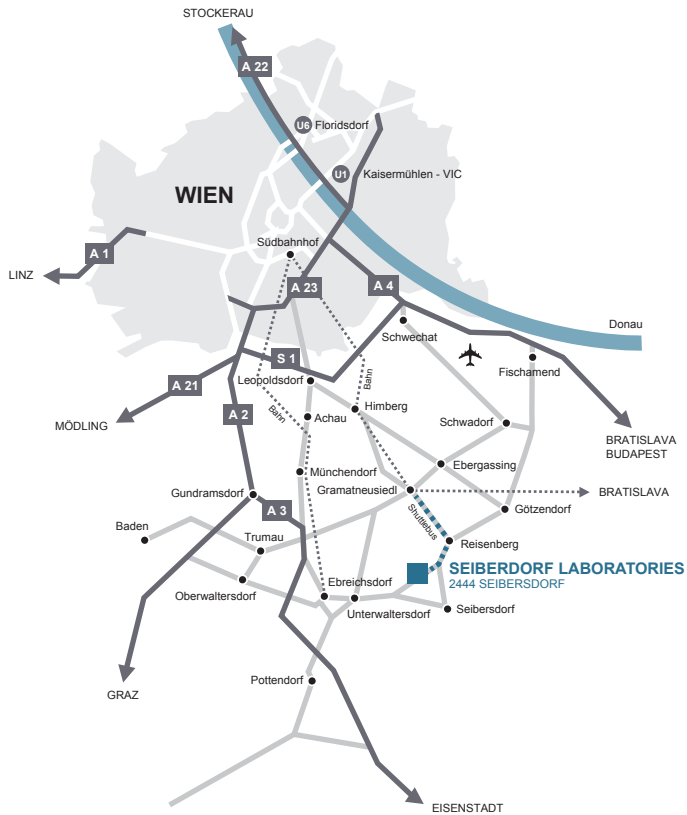 STOCKERAU
A 22
U6 Floridsdorf
U1 Kaisermühlen - VIC
WIEN
Südbahnhof
A 1
LINZ
A 23
A 4
Donau
Schwechat
Fischamend
S 1
Leopoldsdorf
Bahn
A 21
MÖDLING
A 2
Bahn
Achau
Himberg
Schwadorf
BRATISLAVA
BUDAPEST
Münchendorf
Ebergassing
Gundramsdorf
Gramatneusiedl
BRATISLAVA
A 3
Shuttlebus
Götzendorf
Baden
Trumau
Reisenberg
SEIBERDORF LABORATORIES
2444 SEIBERSDORF
Oberwaltersdorf
Ebreichsdorf
Unterwaltersdorf
Seibersdorf
Pottendorf
GRAZ
EISENSTADT